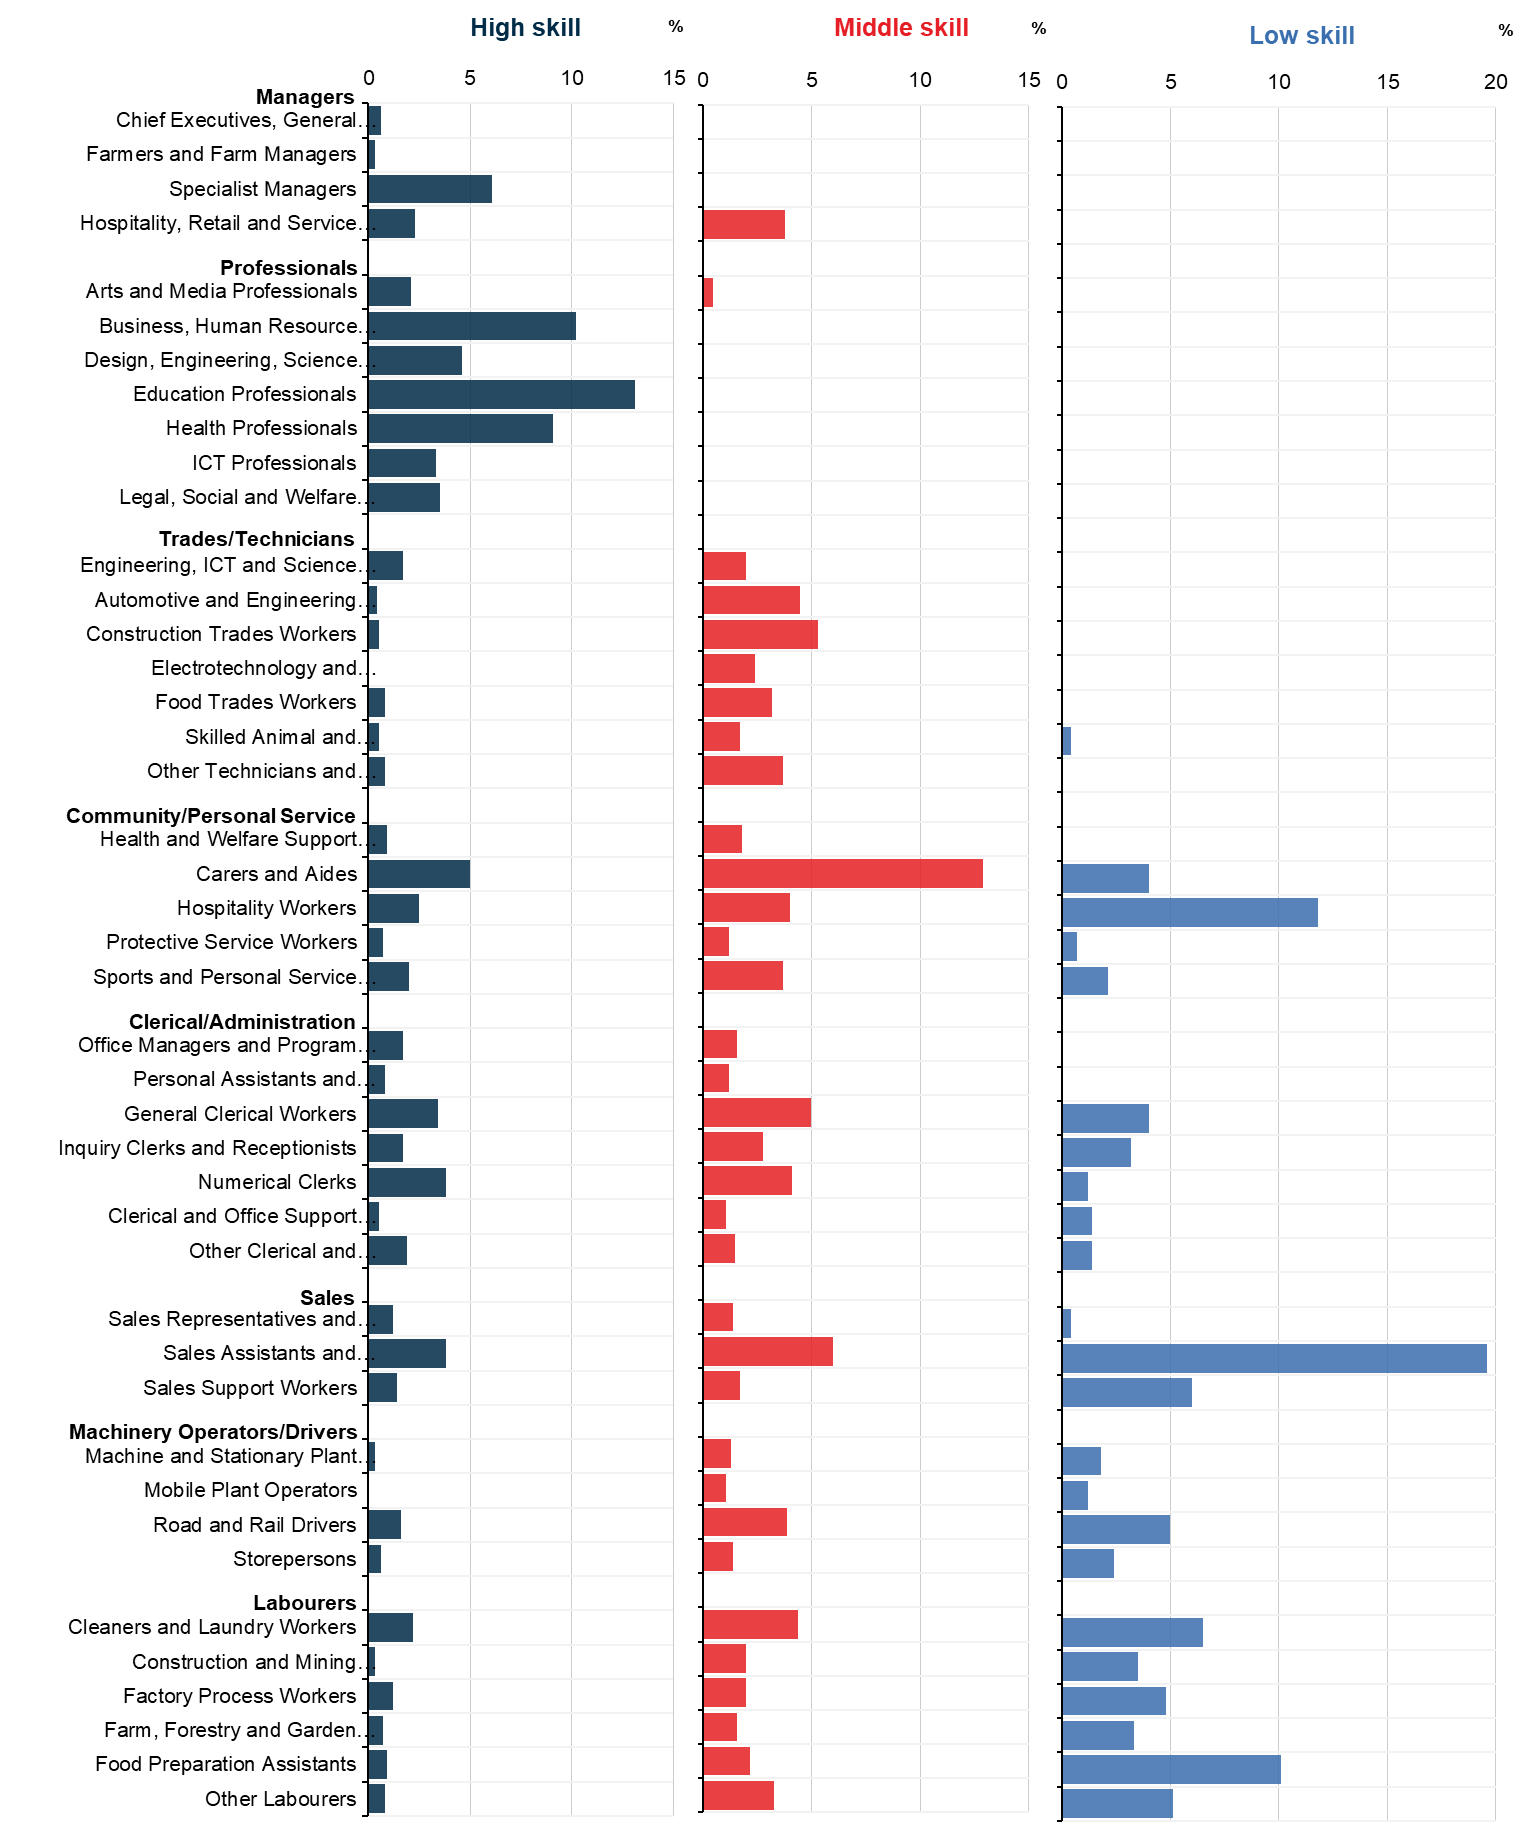 High skill % Middle skill % Low skill %
0 5 10 15 0 5 10 15 0 5 10 15 20
Managers
Chief Executives, General…
Farmers and Farm Managers
Specialist Managers
Hospitality, Retail and Service…
Professionals
Arts and Media Professionals
Business, Human Resource…
Design, Engineering, Science…
Education Professionals
Health Professionals
ICT Professionals
Legal, Social and Welfare…
Trades/Technicians
Engineering, ICT and Science…
Automotive and Engineering…
Construction Trades Workers
Electrotechnology and…
Food Trades Workers
Skilled Animal and…
Other Technicians and…
Community/Personal Service
Health and Welfare Support…
Carers and Aides
Hospitality Workers
Protective Service Workers
Sports and Personal Service…
Clerical/Administration
Office Managers and Program…
Personal Assistants and…
General Clerical Workers
Inquiry Clerks and Receptionists
Numerical Clerks
Clerical and Office Support…
Other Clerical and…
Sales
Sales Representatives and…
Sales Assistants and…
Sales Support Workers
Machinery Operators/Drivers
Machine and Stationary Plant…
Mobile Plant Operators
Road and Rail Drivers
Storepersons
Labourers
Cleaners and Laundry Workers
Construction and Mining…
Factory Process Workers
Farm, Forestry and Garden…
Food Preparation Assistants
Other Labourers